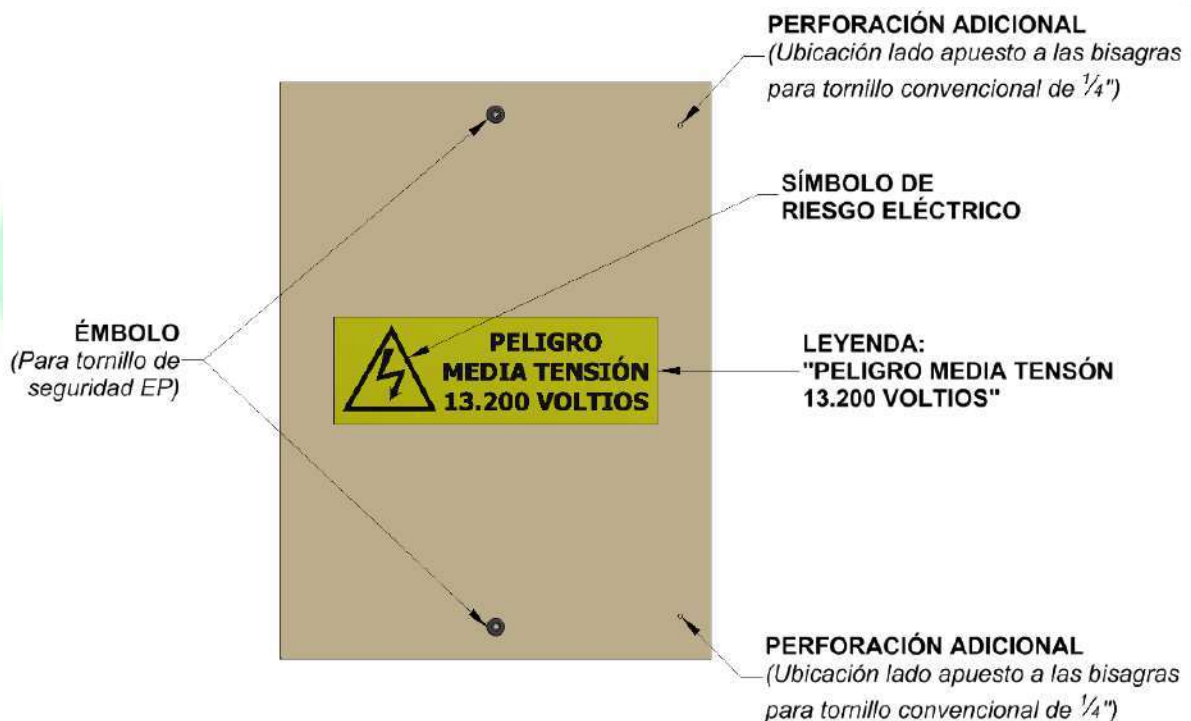 PERFORACIÓN ADICIONAL
(Ubicación lado apuesto a las bisagras
para tornillo convencional de ¼")
SÍMBOLO DE
RIESGO ELÉCTRICO
ÉMBOLO
(Para tornillo de
seguridad EP)
PELIGRO
MEDIA TENSIÓN
13.200 VOLTIOS
LEYENDA:
"PELIGRO MEDIA TENSÓN
13.200 VOLTIOS"
PERFORACIÓN ADICIONAL
(Ubicación lado apuesto a las bisagras
para tornillo convencional de ¼")